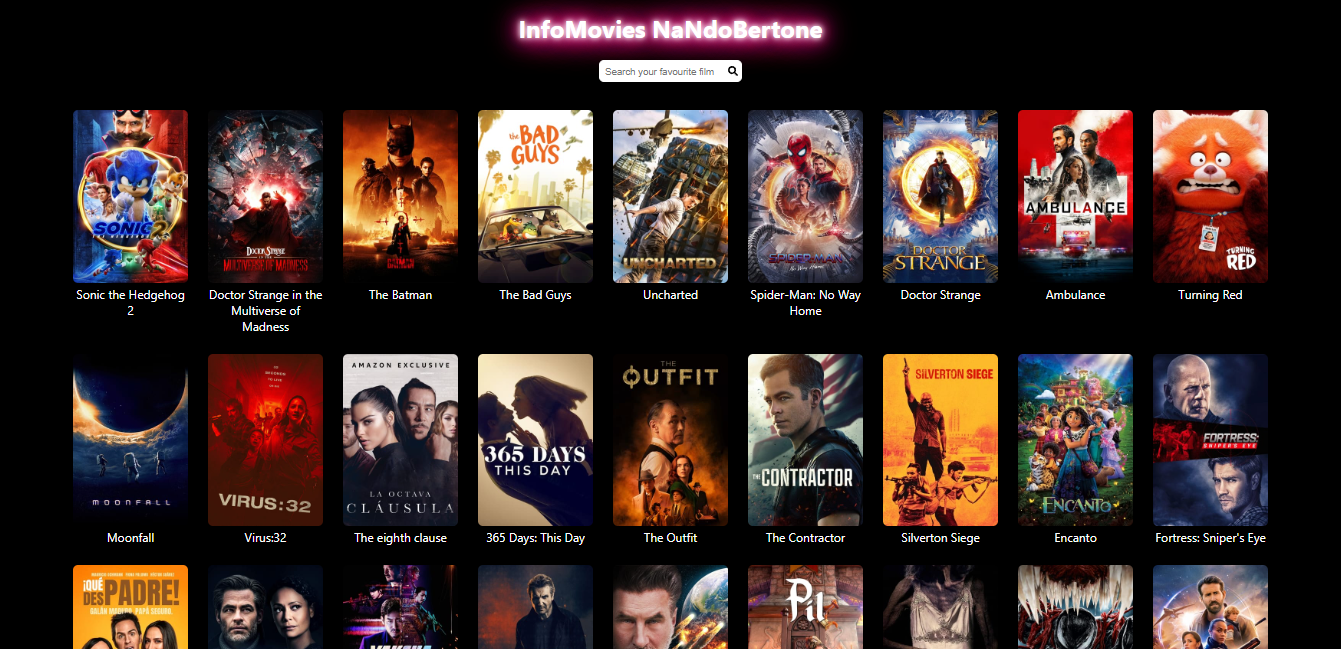 InfoMovies NaNdoBertone
Search your favourite film
SONIC 2
DOCTOR STRANGE
IN THE
MULTIVERSE OF MADNESS
THE
BATMAN
the BAD
GUYS
UNCHARTED
SPIDER-MAN
No Way Home
DOCTOR
STRANGE
AMBULANCE
TURNING
RED
Sonic the Hedgehog
2
Doctor Strange in the
Multiverse of
Madness
The Batman
The Bad Guys
Uncharted
Spider-Man: No Way
Home
Doctor Strange
Ambulance
Turning Red
MOONFALL
VIRUS:32
AMAZON EXCLUSIVE
LA OCTAVA
CLÁUSULA
365 DAYS
THIS DAY
THE
OUTFIT
THE CONTRACTOR
SILVERTON SIEGE
ENCANTO
FORTRESS:
SNIPER'S EYE
Moonfall
Virus:32
The eighth clause
365 Days: This Day
The Outfit
The Contractor
Silverton Siege
Encanto
Fortress: Sniper's Eye
¡QUÉ
DESPADRE!
GALÁN MALDITO, PAPÁ SEGURO.
Pil